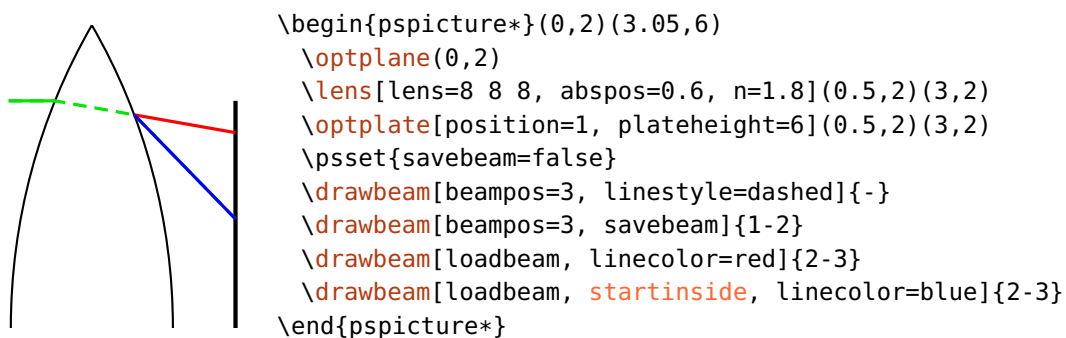 \begin{pspicture*}(0,2)(3.05,6)
\optplane(0,2)
\lens[lens=8 8 8, abspos=0.6, n=1.8](0.5,2)(3,2)
\optplate[position=1, plateheight=6](0.5,2)(3,2)
\psset{savebeam=false}
\drawbeam[beampos=3, linestyle=dashed]{-}
\drawbeam[beampos=3, savebeam]{1-2}
\drawbeam[loadbeam, linecolor=red]{2-3}
\drawbeam[loadbeam, startinside, linecolor=blue]{2-3}
\end{pspicture*}